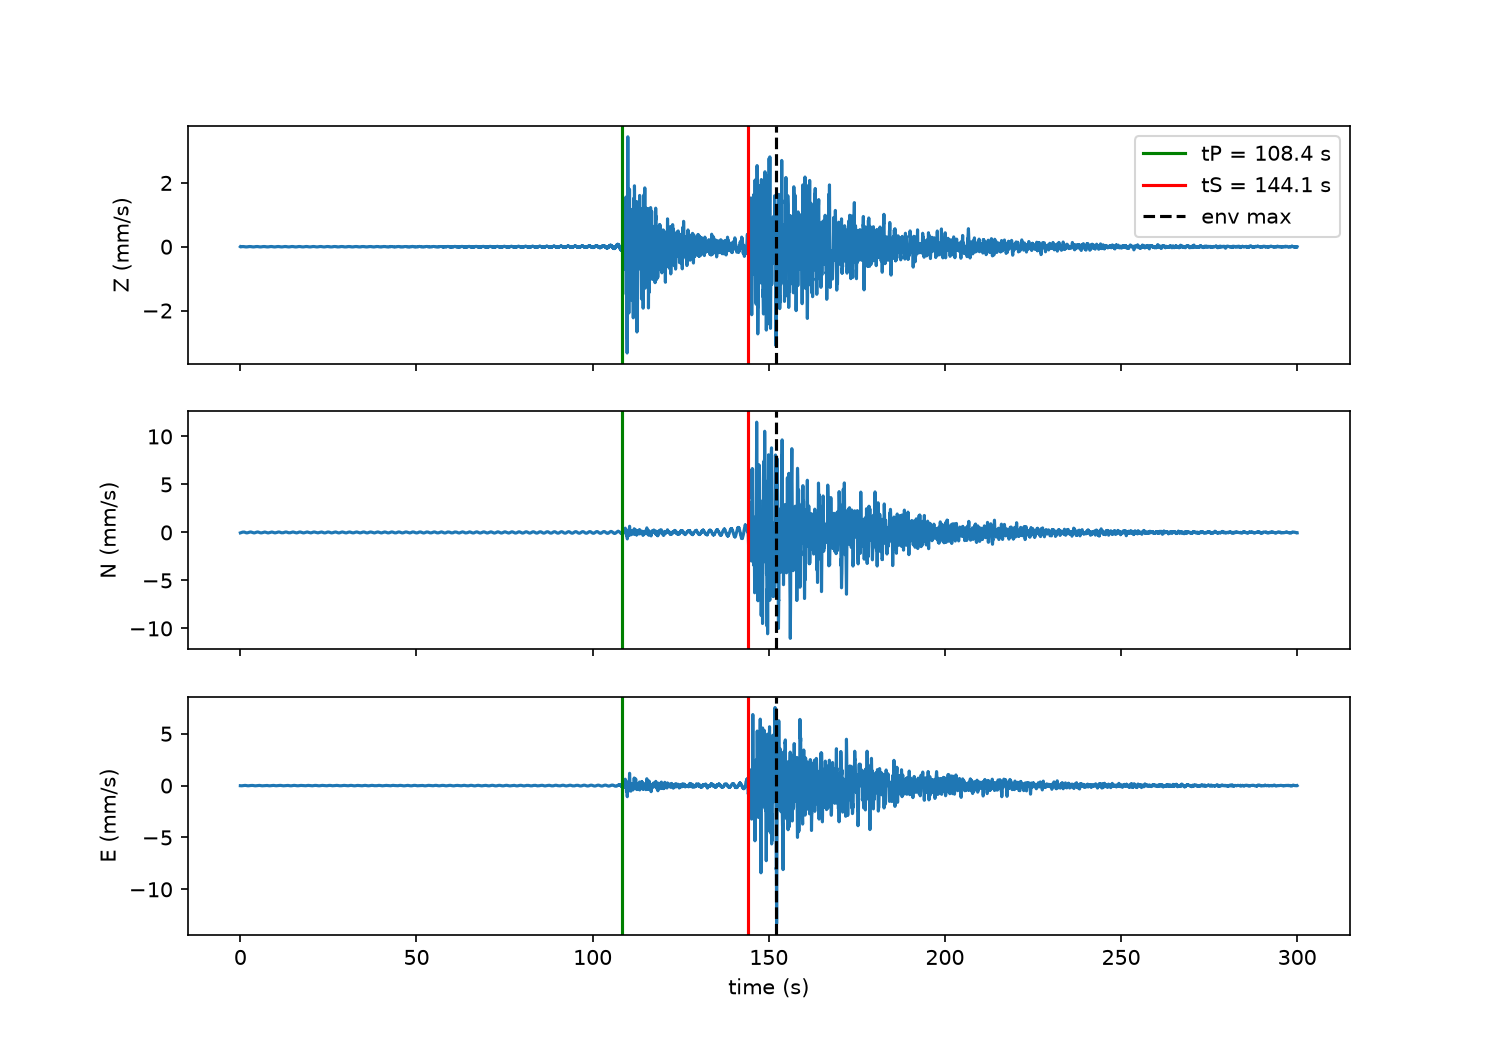 tP = 108.4 s
tS = 144.1 s
env max
Z (mm/s)
2
0
−2
N (mm/s)
10
5
0
−5
−10
E (mm/s)
5
0
−5
−10
0 50 100 150 200 250 300
time (s)